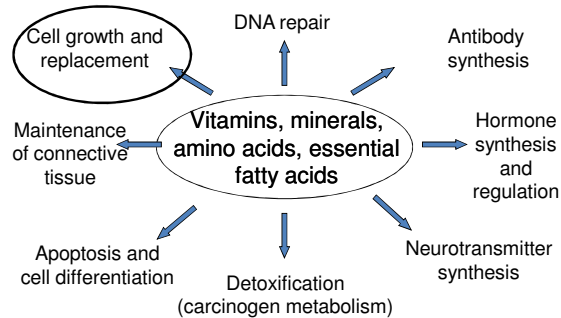 DNA repair
Cell growth and
replacement
Antibody
synthesis
Vitamins, minerals,
amino acids, essential
fatty acids
Maintenance
of connective
tissue
Hormone
synthesis
and
regulation
Apoptosis and
cell differentiation
Detoxification
(carcinogen metabolism)
Neurotransmitter
synthesis